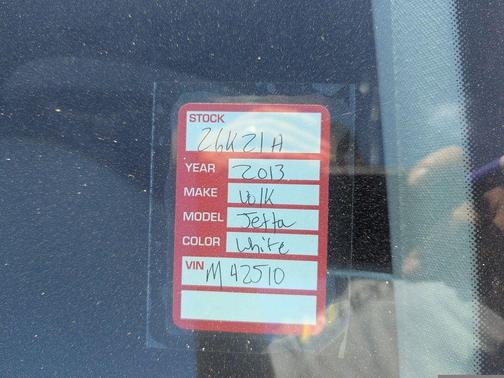 STOCK
26K21A
YEAR 2013
MAKE Volk
MODEL Jetta
COLOR White
VIN M42510